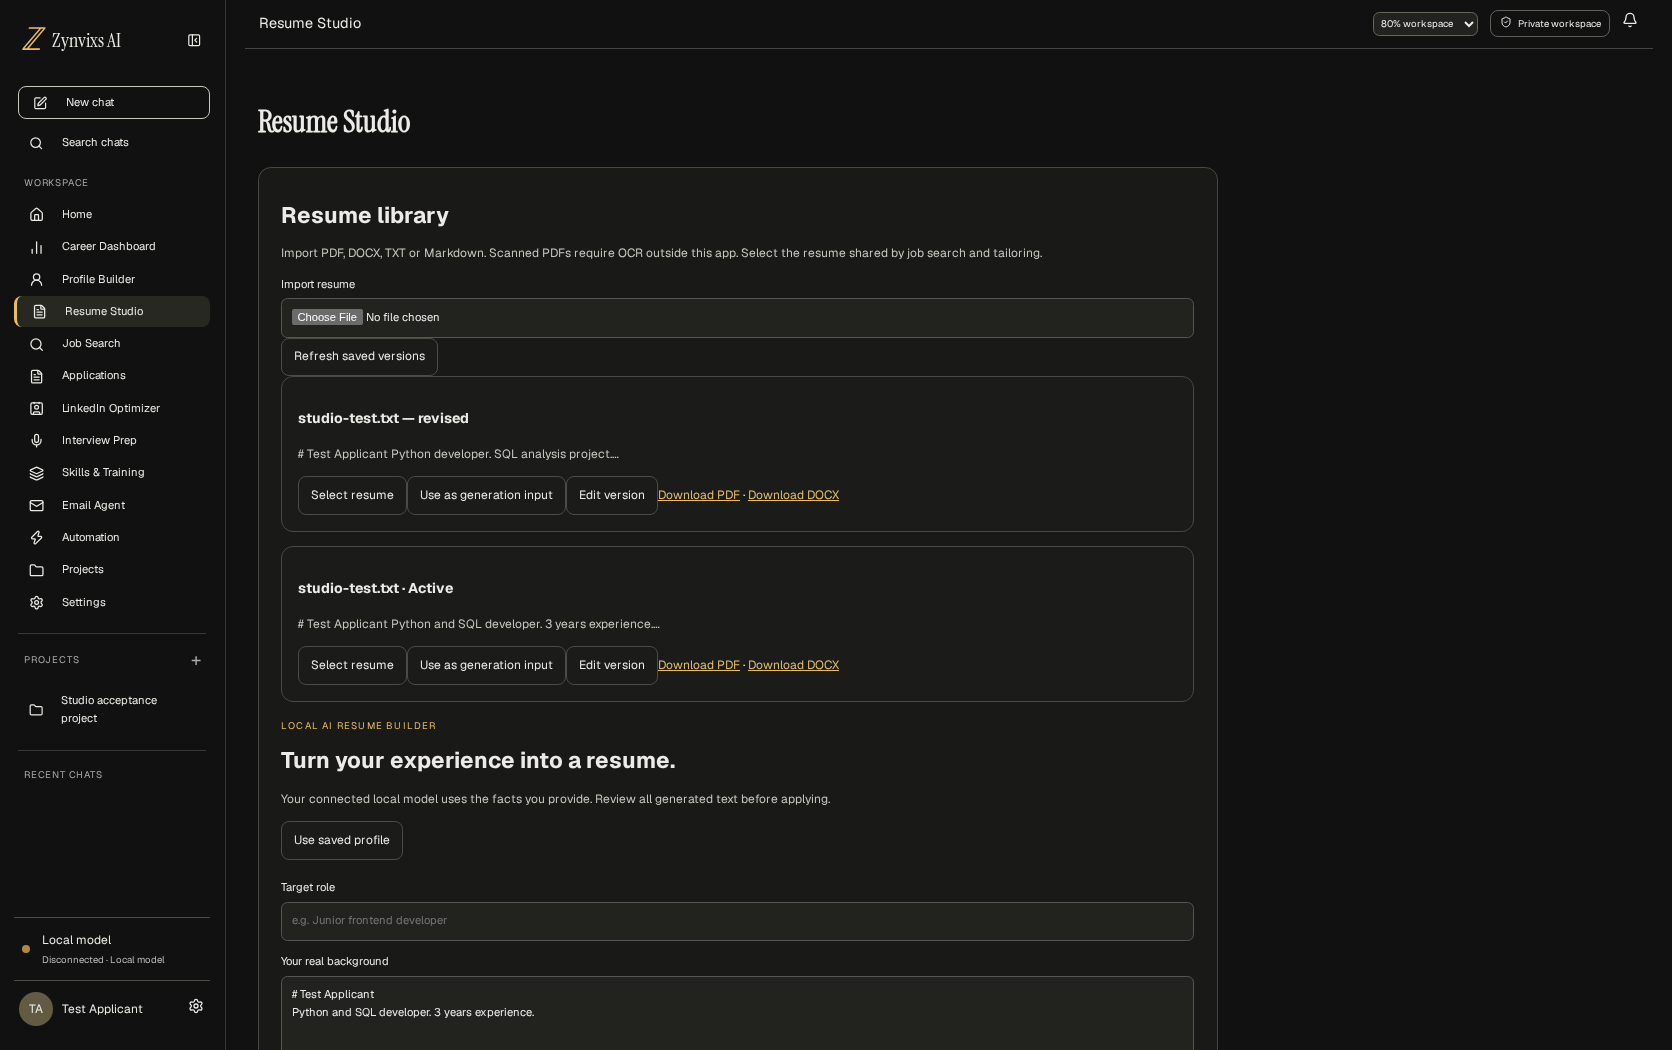 Zynvixs AI
Resume Studio
80% workspace
Private workspace
New chat
Search chats
WORKSPACE
Home
Career Dashboard
Profile Builder
Resume Studio
Job Search
Applications
LinkedIn Optimizer
Interview Prep
Skills & Training
Email Agent
Automation
Projects
Settings
PROJECTS
Studio acceptance
project
RECENT CHATS
Local model
Disconnected · Local model
TA
Test Applicant
Resume Studio
Resume library
Import PDF, DOCX, TXT or Markdown. Scanned PDFs require OCR outside this app. Select the resume shared by job search and tailoring.
Import resume
Choose File No file chosen
Refresh saved versions
studio-test.txt — revised
# Test Applicant Python developer. SQL analysis project.…
Select resume Use as generation input Edit version Download PDF · Download DOCX
studio-test.txt · Active
# Test Applicant Python and SQL developer. 3 years experience.…
Select resume Use as generation input Edit version Download PDF · Download DOCX
LOCAL AI RESUME BUILDER
Turn your experience into a resume.
Your connected local model uses the facts you provide. Review all generated text before applying.
Use saved profile
Target role
e.g. Junior frontend developer
Your real background
# Test Applicant
Python and SQL developer. 3 years experience.